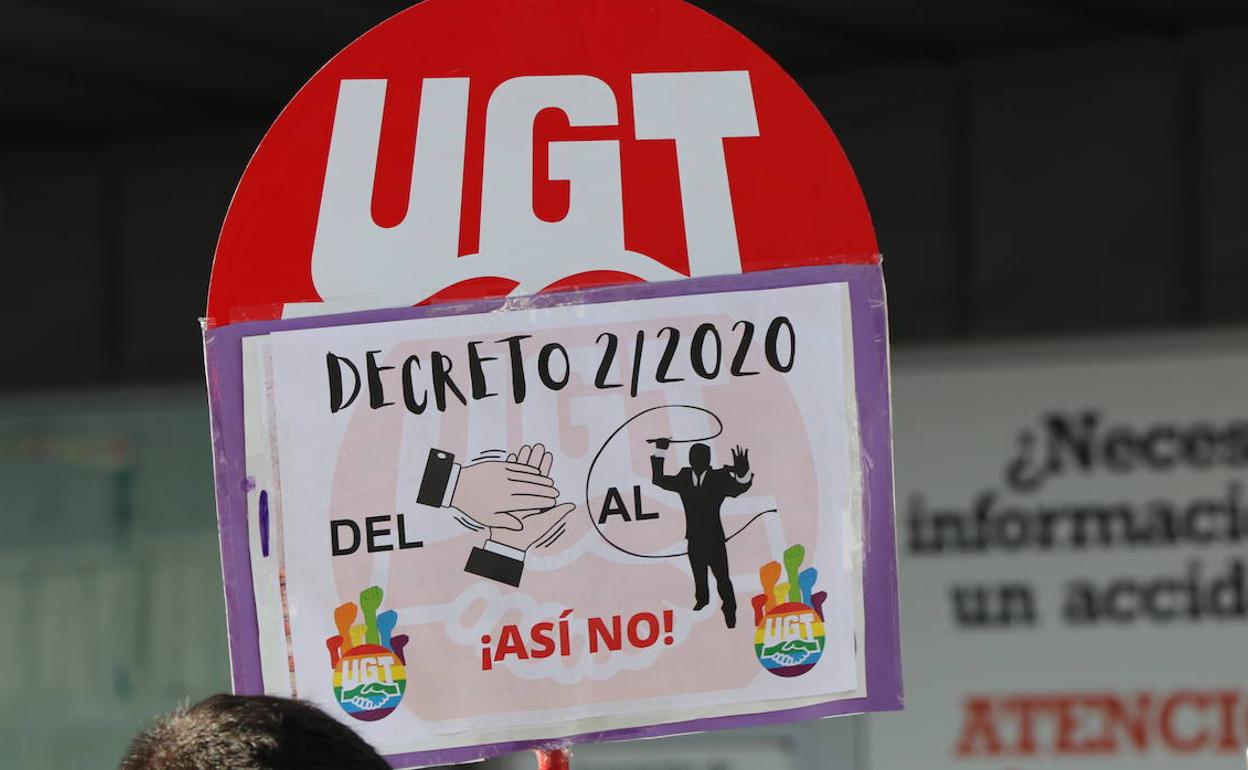 UGT
DECRETO 2/2020
DEL
AL
¡ASÍ NO!
UGT
UGT
¿Neces
informaci
un accid
ATENCI